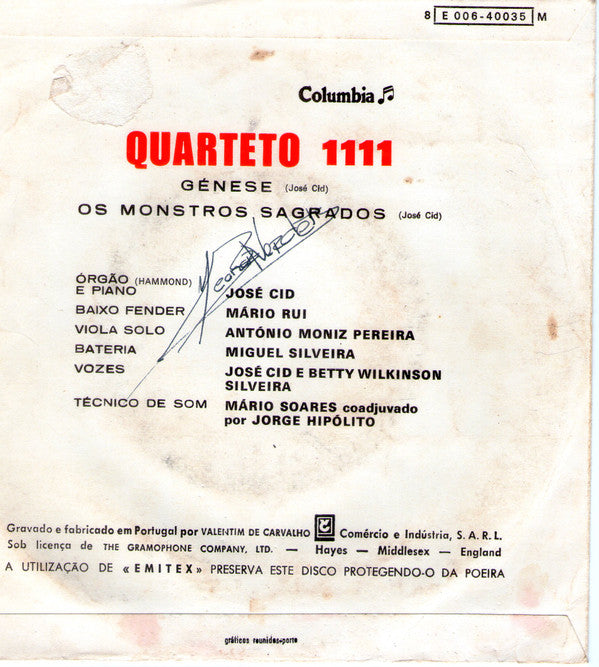 8 E 006-40035 M
Columbia
QUARTETO 1111
GÉNESE (José Cid)
OS MONSTROS SAGRADOS (José Cid)
ÓRGÃO (HAMMOND)
E PIANO JOSÉ CID
BAIXO FENDER MÁRIO RUI
VIOLA SOLO ANTÓNIO MONIZ PEREIRA
BATERIA MIGUEL SILVEIRA
VOZES JOSÉ CID E BETTY WILKINSON
SILVEIRA
TÉCNICO DE SOM MÁRIO SOARES coadjuvado
por JORGE HIPÓLITO
Gravado e fabricado em Portugal por VALENTIM DE CARVALHO Comércio e Indústria, S. A. R. L.
Sob licença de THE GRAMOPHONE COMPANY, LTD. — Hayes — Middlesex — England
A UTILIZAÇÃO DE «EMITEX» PRESERVA ESTE DISCO PROTEGENDO-O DA POEIRA
gráficos reunidos•porto